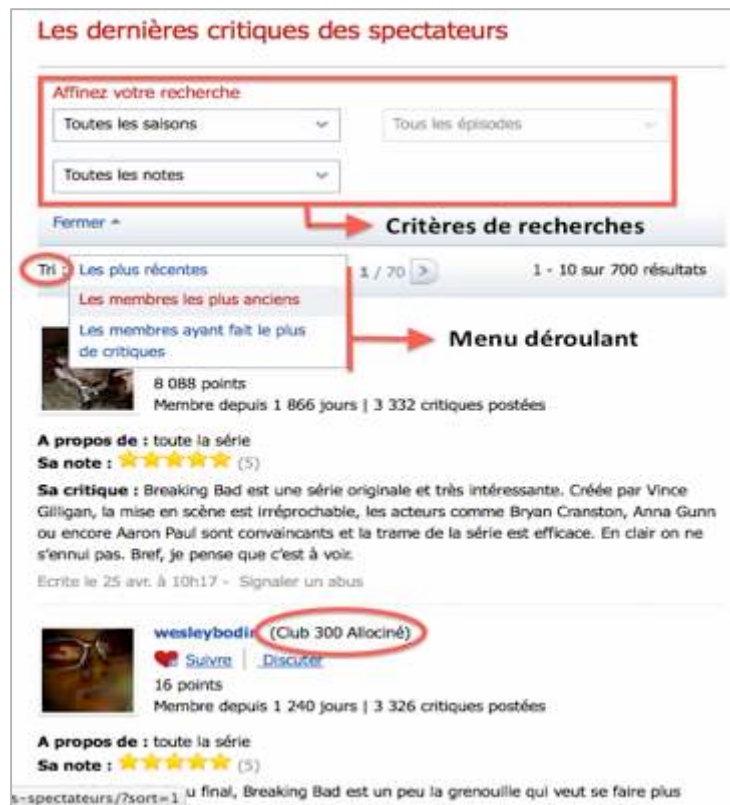 Les dernières critiques des spectateurs
Affinez votre recherche
Toutes les saisons
Tous les épisodes
Toutes les notes
Fermer
Critères de recherches
Tri :
Les plus récentes
1 / 70 >
1 - 10 sur 700 résultats
Les membres les plus anciens
Les membres ayant fait le plus
de critiques
Menu déroulant
8 088 points
Membre depuis 1 866 jours | 3 332 critiques postées
A propos de : toute la série
Sa note : (5)
Sa critique : Breaking Bad est une série originale et très intéressante. Créée par Vince
Gilligan, la mise en scène est irréprochable, les acteurs comme Bryan Cranston, Anna Gunn
ou encore Aaron Paul sont convaincants et la trame de la série est efficace. En clair on ne
s'ennui pas. Bref, je pense que c'est à voir.
Ecrite le 25 avr. à 10h17 - Signaler un abus
wesleybodin (Club 300 Allociné)
Suivre | Discuter
16 points
Membre depuis 1 240 jours | 3 326 critiques postées
A propos de : toute la série
Sa note : (5)
s-spectateurs/?sort=1 u final, Breaking Bad est un peu la grenouille qui veut se faire plus